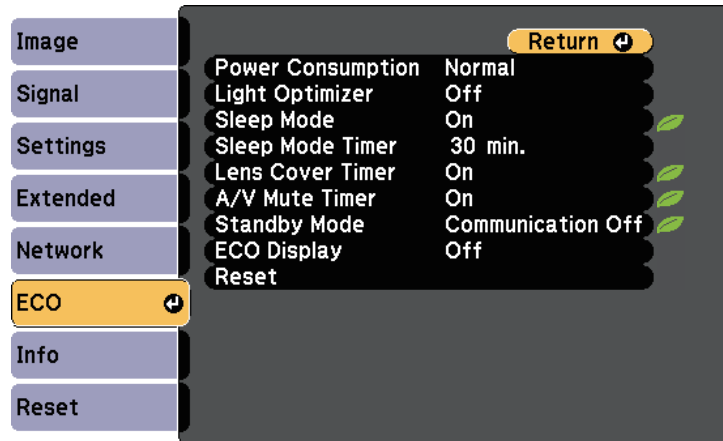 Image
Signal
Settings
Extended
Network
ECO
Info
Reset
Return
Power Consumption Normal
Light Optimizer Off
Sleep Mode On
Sleep Mode Timer 30 min.
Lens Cover Timer On
A/V Mute Timer On
Standby Mode Communication Off
ECO Display Off
Reset